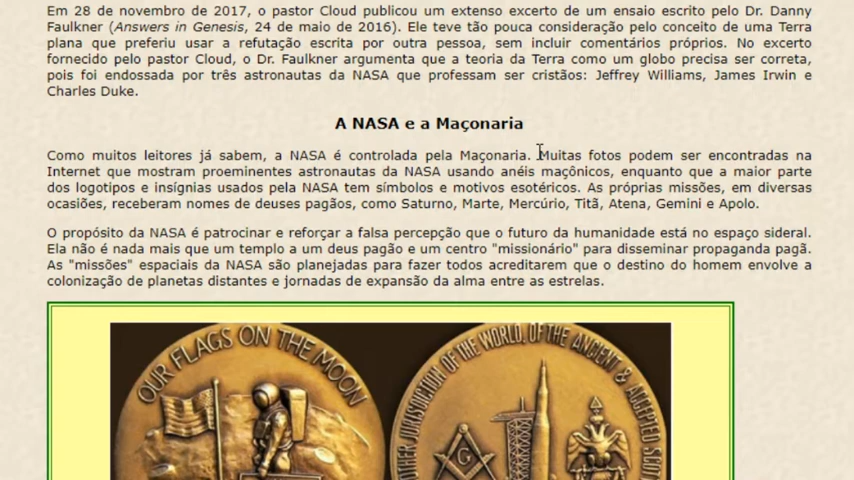 Em 28 de novembro de 2017, o pastor Cloud publicou um extenso excerto de um ensaio escrito pelo Dr. Danny
Faulkner (Answers in Genesis, 24 de maio de 2016). Ele teve tão pouca consideração pelo conceito de uma Terra
plana que preferiu usar a refutação escrita por outra pessoa, sem incluir comentários próprios. No excerto
fornecido pelo pastor Cloud, o Dr. Faulkner argumenta que a teoria da Terra como um globo precisa ser correta,
pois foi endossada por três astronautas da NASA que professam ser cristãos: Jeffrey Williams, James Irwin e
Charles Duke.
A NASA e a Maçonaria
Como muitos leitores já sabem, a NASA é controlada pela Maçonaria. Muitas fotos podem ser encontradas na
Internet que mostram proeminentes astronautas da NASA usando anéis maçônicos, enquanto que a maior parte
dos logotipos e insígnias usados pela NASA tem símbolos e motivos esotéricos. As próprias missões, em diversas
ocasiões, receberam nomes de deuses pagãos, como Saturno, Marte, Mercúrio, Titã, Atena, Gemini e Apolo.
O propósito da NASA é patrocinar e reforçar a falsa percepção que o futuro da humanidade está no espaço sideral.
Ela não é nada mais que um templo a um deus pagão e um centro "missionário" para disseminar propaganda pagã.
As "missões" espaciais da NASA são planejadas para fazer todos acreditarem que o destino do homem envolve a
colonização de planetas distantes e jornadas de expansão da alma entre as estrelas.
OUR FLAGS ON THE MOON
OTHER JURISDICTION OF THE WORLD, OF THE ANCIENT & ACCEPTED
G